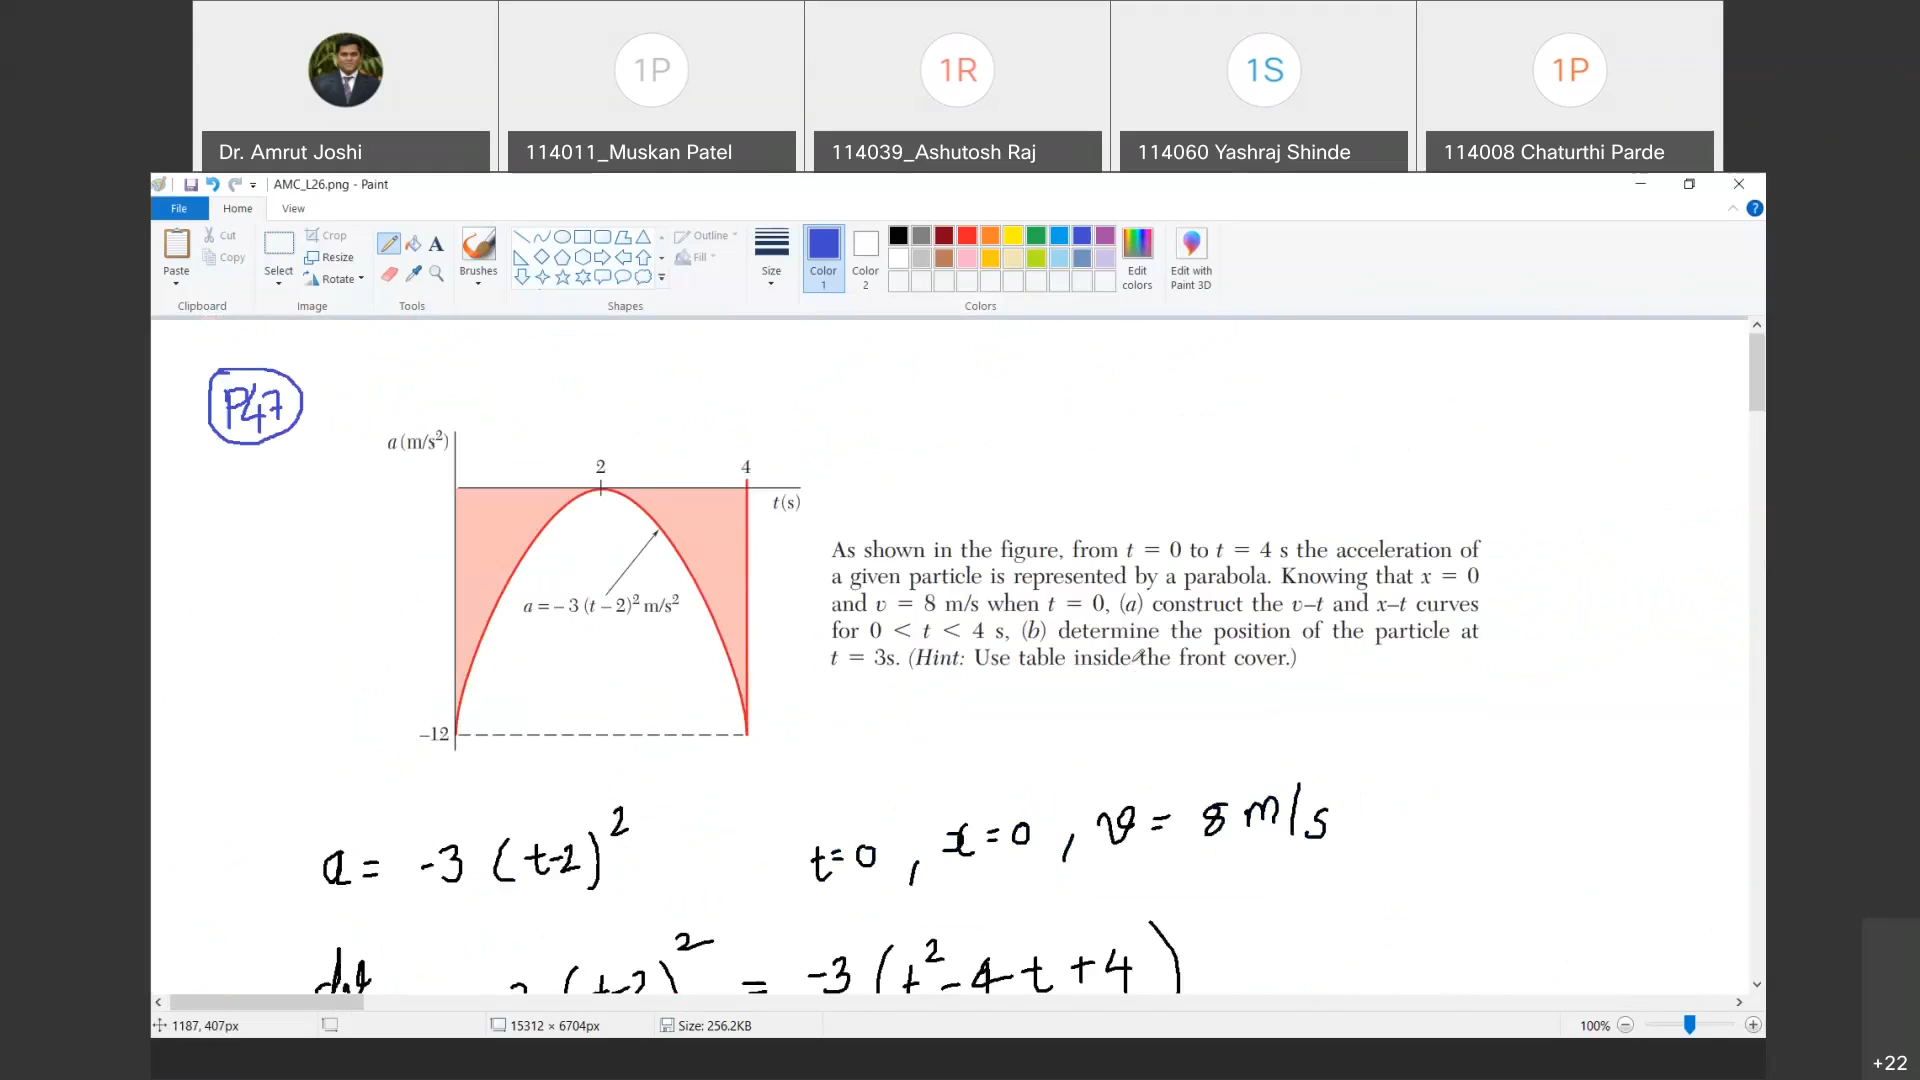 1P 1R 1S 1P
Dr. Amrut Joshi 114011_Muskan Patel 114039_Ashutosh Raj 114060 Yashraj Shinde 114008 Chaturthi Parde
AMC_L26.png - Paint
File Home View
Cut Crop Outline Edit Edit with
Copy Resize Fill colors Paint 3D
Paste Select Rotate A Brushes Size Color 1 Color 2
Clipboard Image Tools Shapes Colors
P47
a (m/s²)
2 4
t(s)
a = – 3 (t – 2)² m/s²
–12
As shown in the figure, from t = 0 to t = 4 s the acceleration of
a given particle is represented by a parabola. Knowing that x = 0
and v = 8 m/s when t = 0, (a) construct the v–t and x–t curves
for 0 < t < 4 s, (b) determine the position of the particle at
t = 3s. (Hint: Use table inside the front cover.)
a = -3 (t-2)² t=0 , x=0 , v = 8 m/s
(t-2)² = -3 (t² - 4t + 4)
1187, 407px 15312 × 6704px Size: 256.2KB 100%
+22